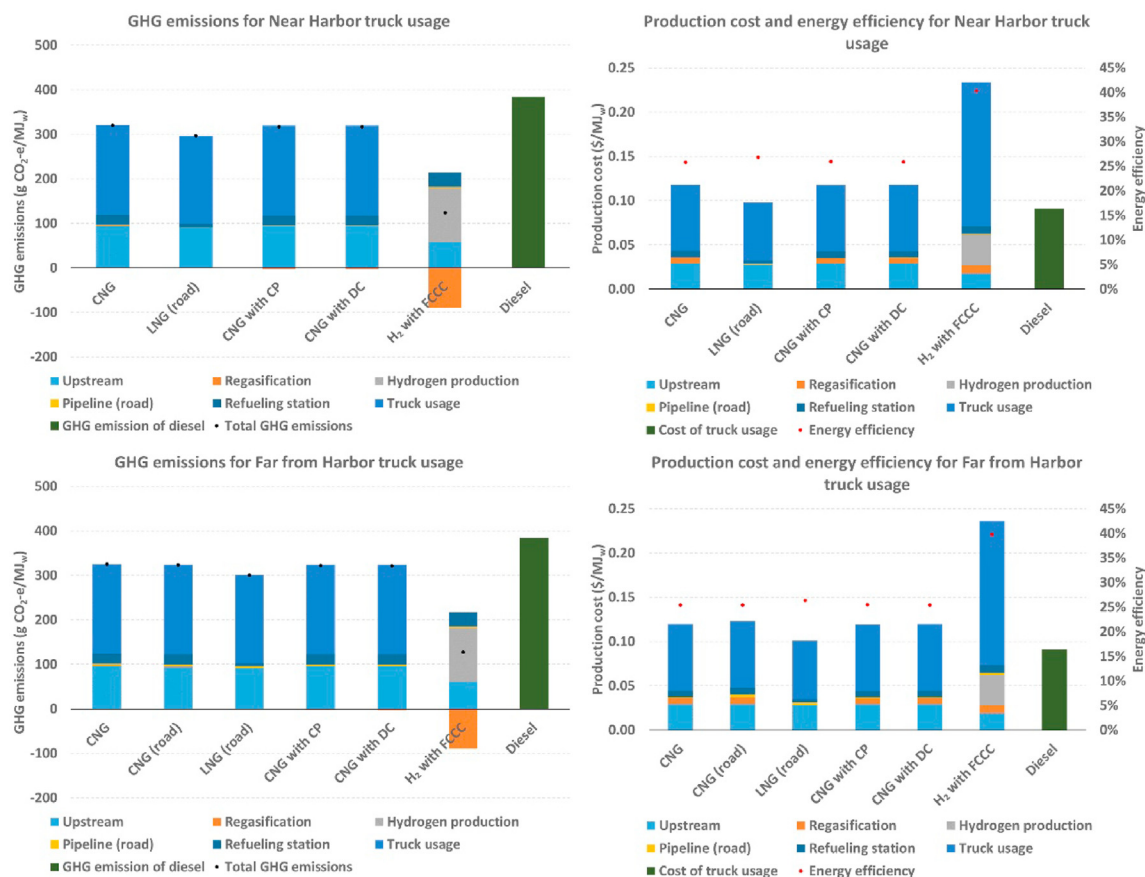 GHG emissions for Near Harbor truck usage
500
400
300
200
100
0
-100
-200
GHG emissions (g CO₂-e/MJw)
CNG
LNG (road)
CNG with CP
CNG with DC
H₂ with FCCC
Diesel
Upstream
Regasification
Hydrogen production
Pipeline (road)
Refueling station
Truck usage
GHG emission of diesel
Total GHG emissions
Production cost and energy efficiency for Near Harbor truck
usage
0.25
0.20
0.15
0.10
0.05
0.00
Production cost ($/MJw)
45%
40%
35%
30%
25%
20%
15%
10%
5%
0%
Energy efficiency
CNG
LNG (road)
CNG with CP
CNG with DC
H₂ with FCCC
Diesel
Upstream
Regasification
Hydrogen production
Pipeline (road)
Refueling station
Truck usage
Cost of truck usage
Energy efficiency
GHG emissions for Far from Harbor truck usage
500
400
300
200
100
0
-100
-200
GHG emissions (g CO₂-e/MJw)
CNG
CNG (road)
LNG (road)
CNG with CP
CNG with DC
H₂ with FCCC
Diesel
Upstream
Regasification
Hydrogen production
Pipeline (road)
Refueling station
Truck usage
GHG emission of diesel
Total GHG emissions
Production cost and energy efficiency for Far from Harbor
truck usage
0.25
0.20
0.15
0.10
0.05
0.00
Production cost ($/MJw)
45%
40%
35%
30%
25%
20%
15%
10%
5%
0%
Energy efficiency
CNG
CNG (road)
LNG (road)
CNG with CP
CNG with DC
H₂ with FCCC
Diesel
Upstream
Regasification
Hydrogen production
Pipeline (road)
Refueling station
Truck usage
Cost of truck usage
Energy efficiency